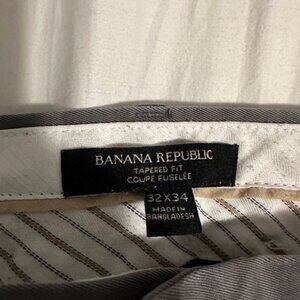 BANANA REPUBLIC
TAPERED FIT
COUPE FUSELÉE
32X34
MADE IN
BANGLADESH